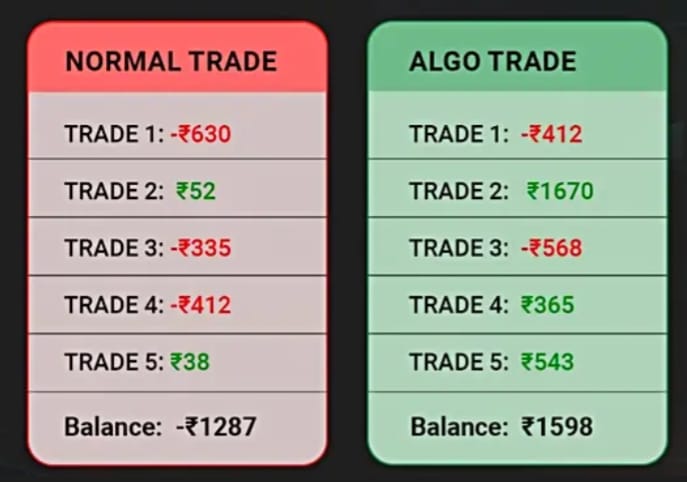 NORMAL TRADE
TRADE 1: -₹630
TRADE 2: ₹52
TRADE 3: -₹335
TRADE 4: -₹412
TRADE 5: ₹38
Balance: -₹1287
ALGO TRADE
TRADE 1: -₹412
TRADE 2: ₹1670
TRADE 3: -₹568
TRADE 4: ₹365
TRADE 5: ₹543
Balance: ₹1598